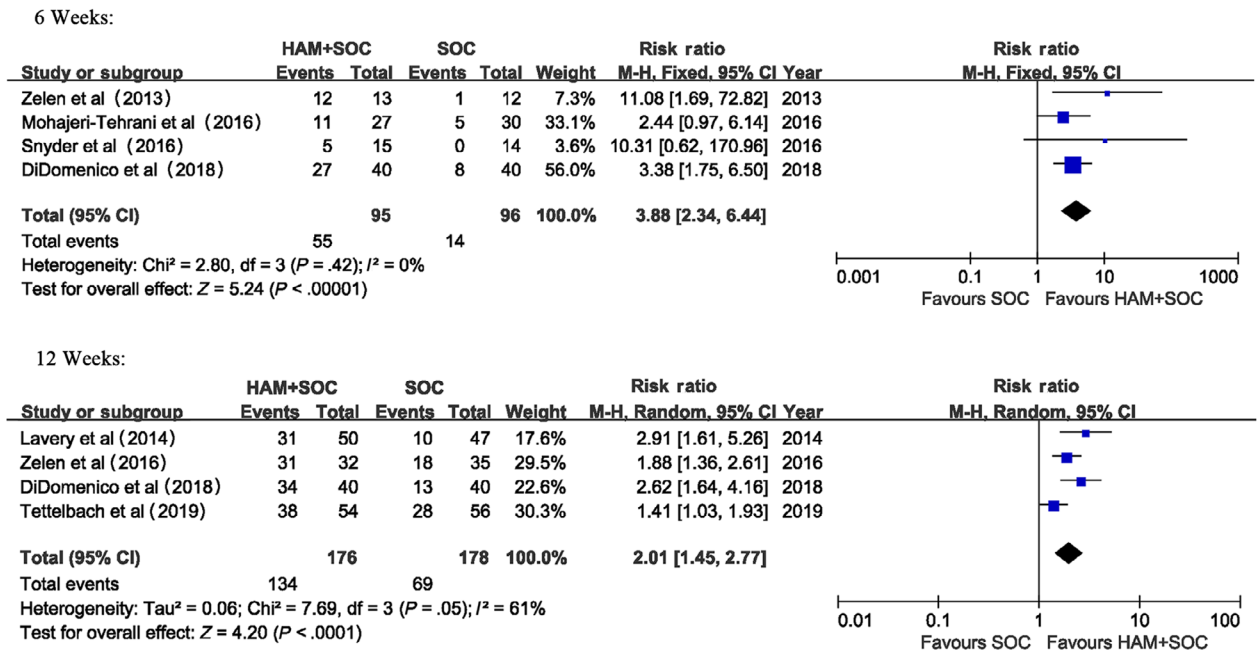 6 Weeks:
HAM+SOC SOC Risk ratio Risk ratio
Study or subgroup Events Total Events Total Weight M-H, Fixed, 95% CI Year M-H, Fixed, 95% CI
Zelen et al (2013) 12 13 1 12 7.3% 11.08 [1.69, 72.82] 2013
Mohajeri-Tehrani et al (2016) 11 27 5 30 33.1% 2.44 [0.97, 6.14] 2016
Snyder et al (2016) 5 15 0 14 3.6% 10.31 [0.62, 170.96] 2016
DiDomenico et al (2018) 27 40 8 40 56.0% 3.38 [1.75, 6.50] 2018
Total (95% CI) 95 96 100.0% 3.88 [2.34, 6.44]
Total events 55 14
Heterogeneity: Chi² = 2.80, df = 3 (P = .42); I² = 0%
Test for overall effect: Z = 5.24 (P < .00001)
0.001 0.1 1 10 1000
Favours SOC Favours HAM+SOC
12 Weeks:
HAM+SOC SOC Risk ratio Risk ratio
Study or subgroup Events Total Events Total Weight M-H, Random, 95% CI Year M-H, Random, 95% CI
Lavery et al (2014) 31 50 10 47 17.6% 2.91 [1.61, 5.26] 2014
Zelen et al (2016) 31 32 18 35 29.5% 1.88 [1.36, 2.61] 2016
DiDomenico et al (2018) 34 40 13 40 22.6% 2.62 [1.64, 4.16] 2018
Tettelbach et al (2019) 38 54 28 56 30.3% 1.41 [1.03, 1.93] 2019
Total (95% CI) 176 178 100.0% 2.01 [1.45, 2.77]
Total events 134 69
Heterogeneity: Tau² = 0.06; Chi² = 7.69, df = 3 (P = .05); I² = 61%
Test for overall effect: Z = 4.20 (P < .0001)
0.01 0.1 1 10 100
Favours SOC Favours HAM+SOC